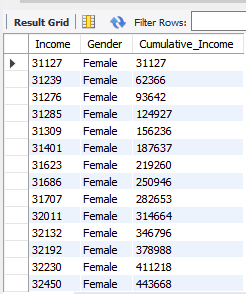 Result Grid Filter Rows:
Income Gender Cumulative_Income
31127 Female 31127
31239 Female 62366
31276 Female 93642
31285 Female 124927
31309 Female 156236
31401 Female 187637
31623 Female 219260
31686 Female 250946
31707 Female 282653
32011 Female 314664
32132 Female 346796
32192 Female 378988
32230 Female 411218
32450 Female 443668